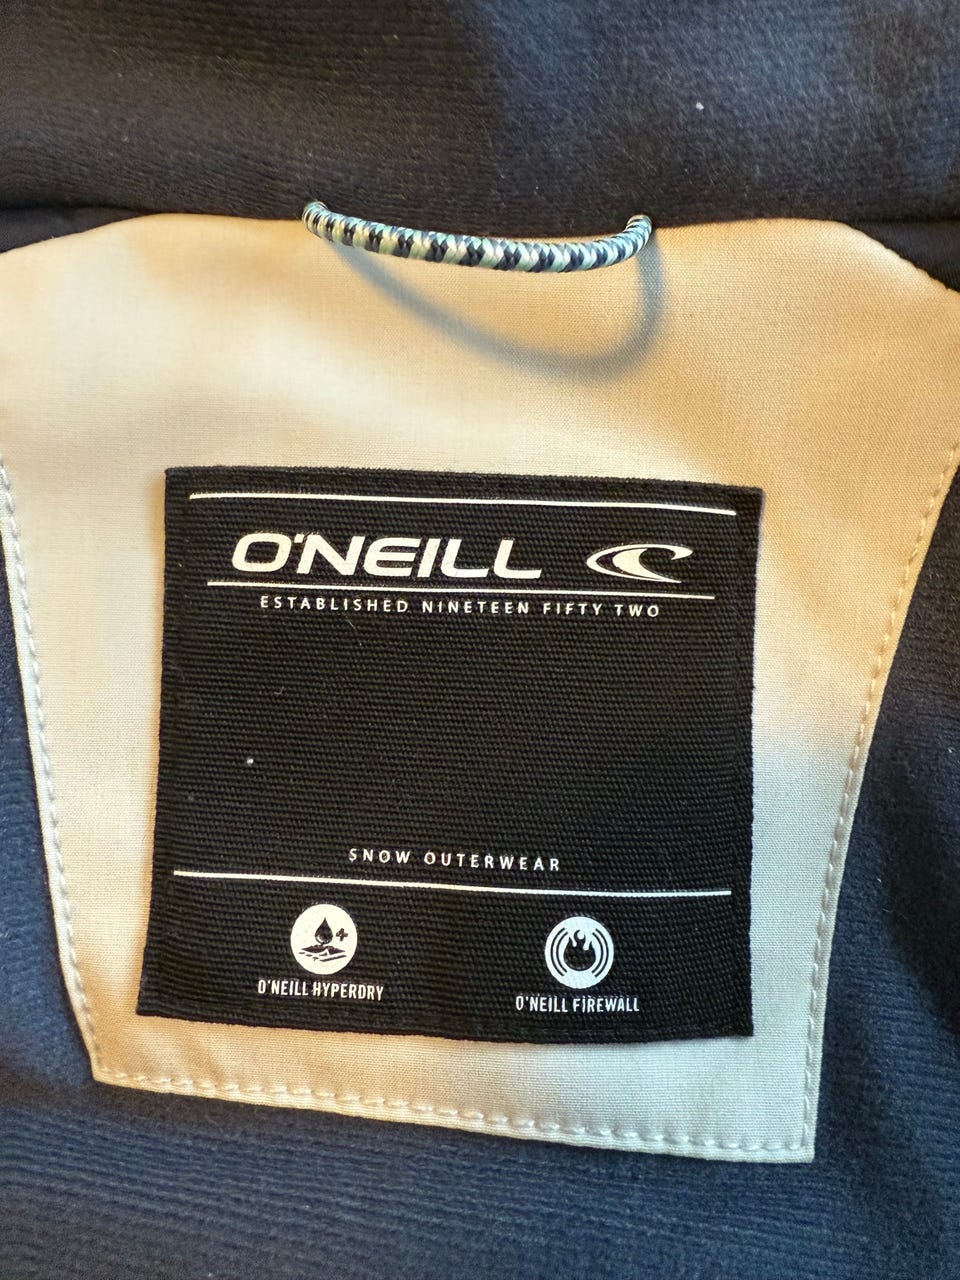 O'NEILL
ESTABLISHED NINETEEN FIFTY TWO
SNOW OUTERWEAR
O'NEILL HYPERDRY
O'NEILL FIREWALL